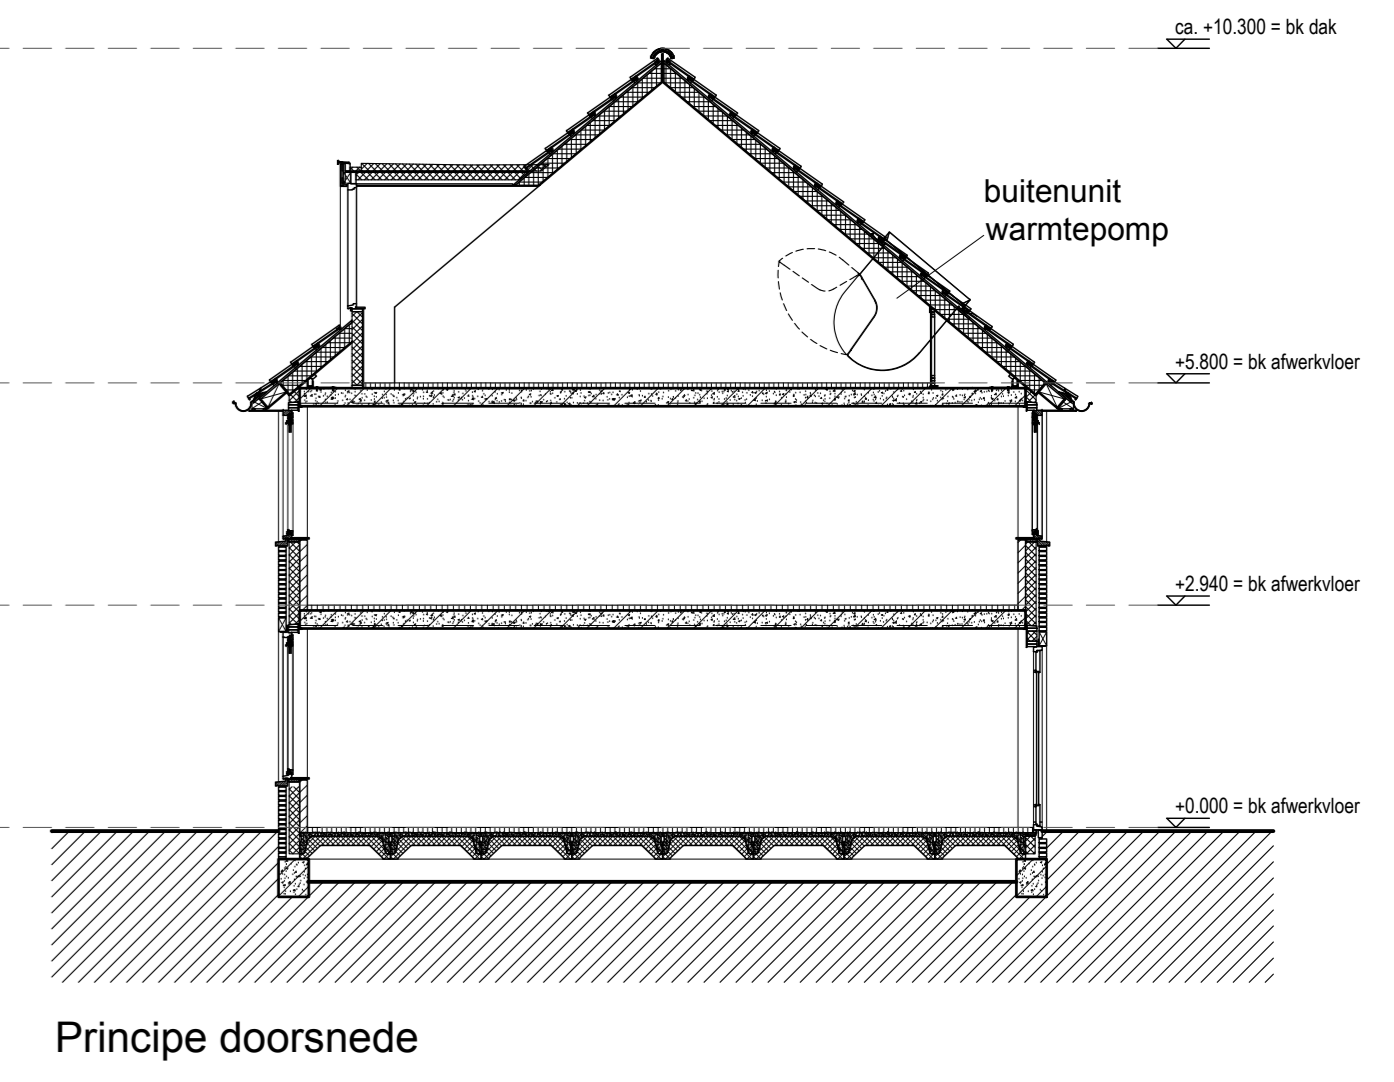 ca. +10.300 = bk dak
buitenunit
warmtepomp
+5.800 = bk afwerkvloer
+2.940 = bk afwerkvloer
+0.000 = bk afwerkvloer
Principe doorsnede